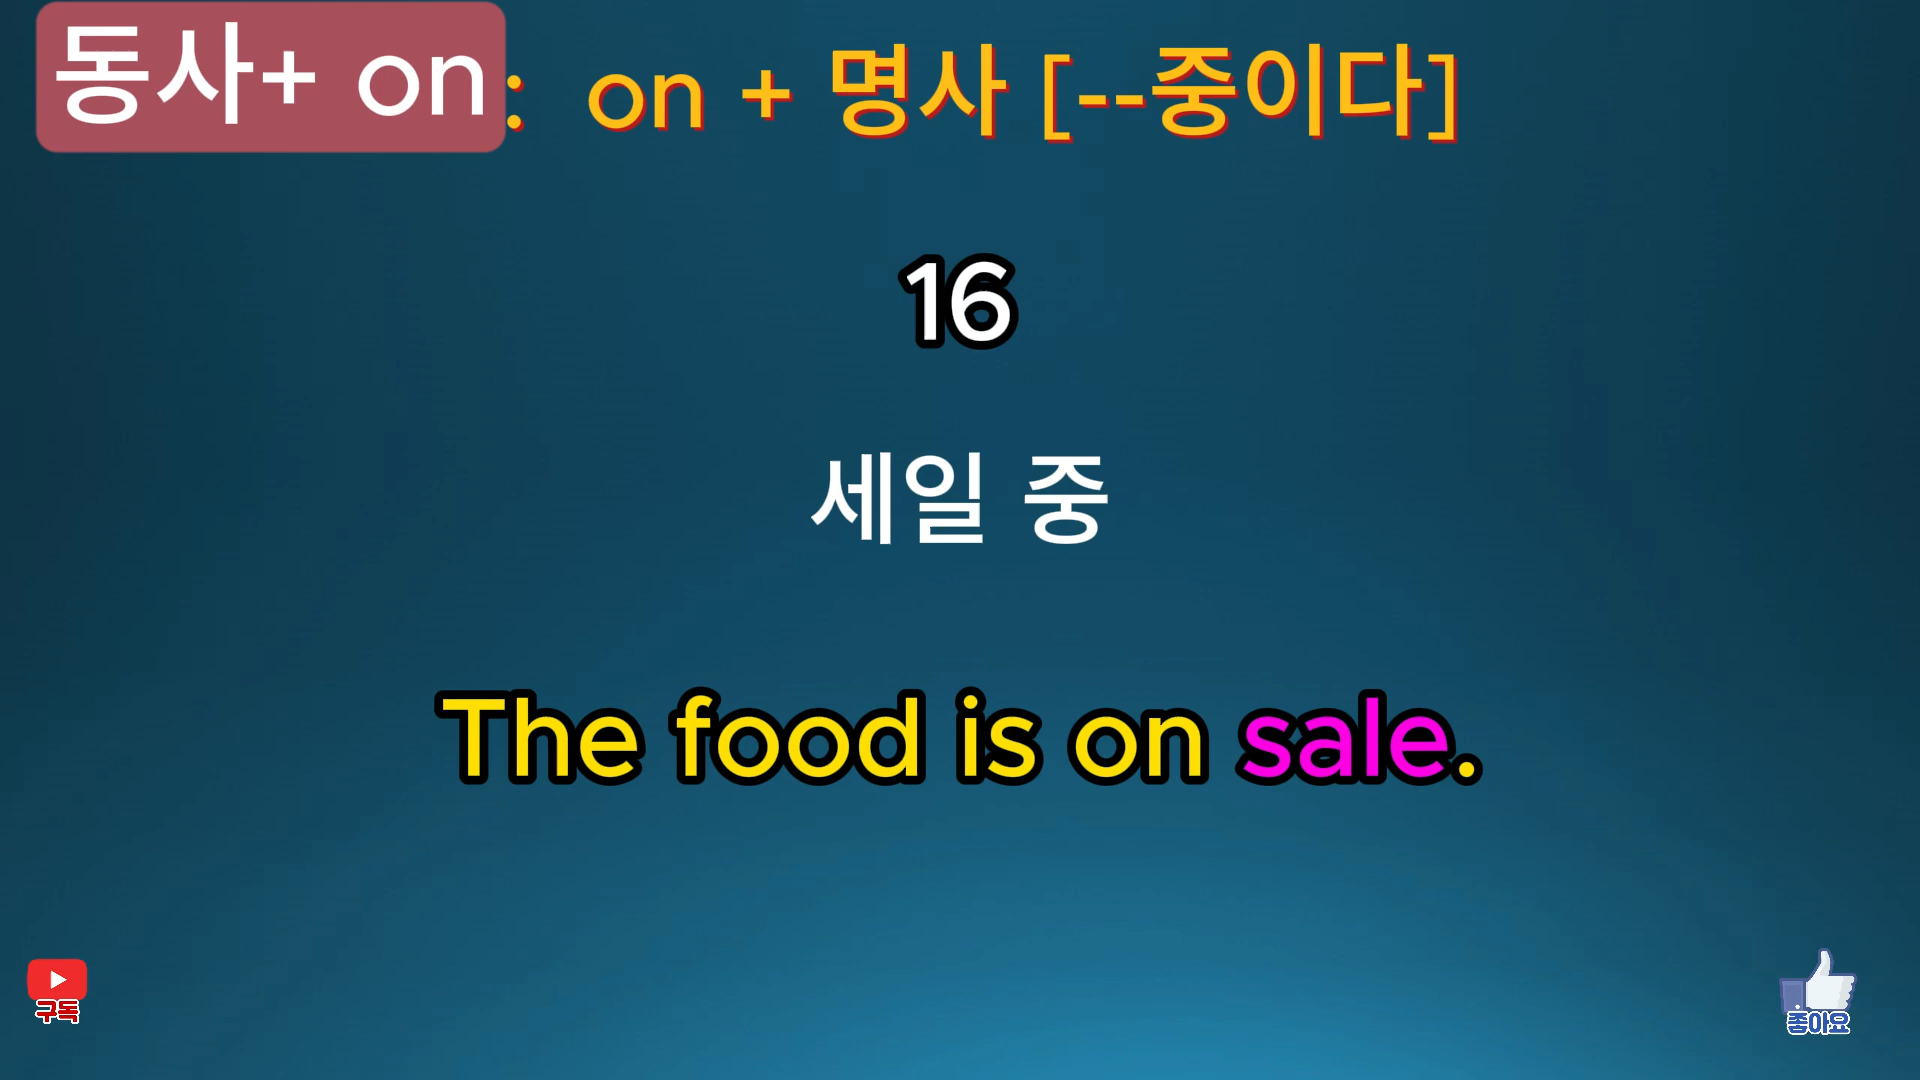 동사+ on : on + 명사 [--중이다]
16
세일 중
The food is on sale.
구독
좋아요